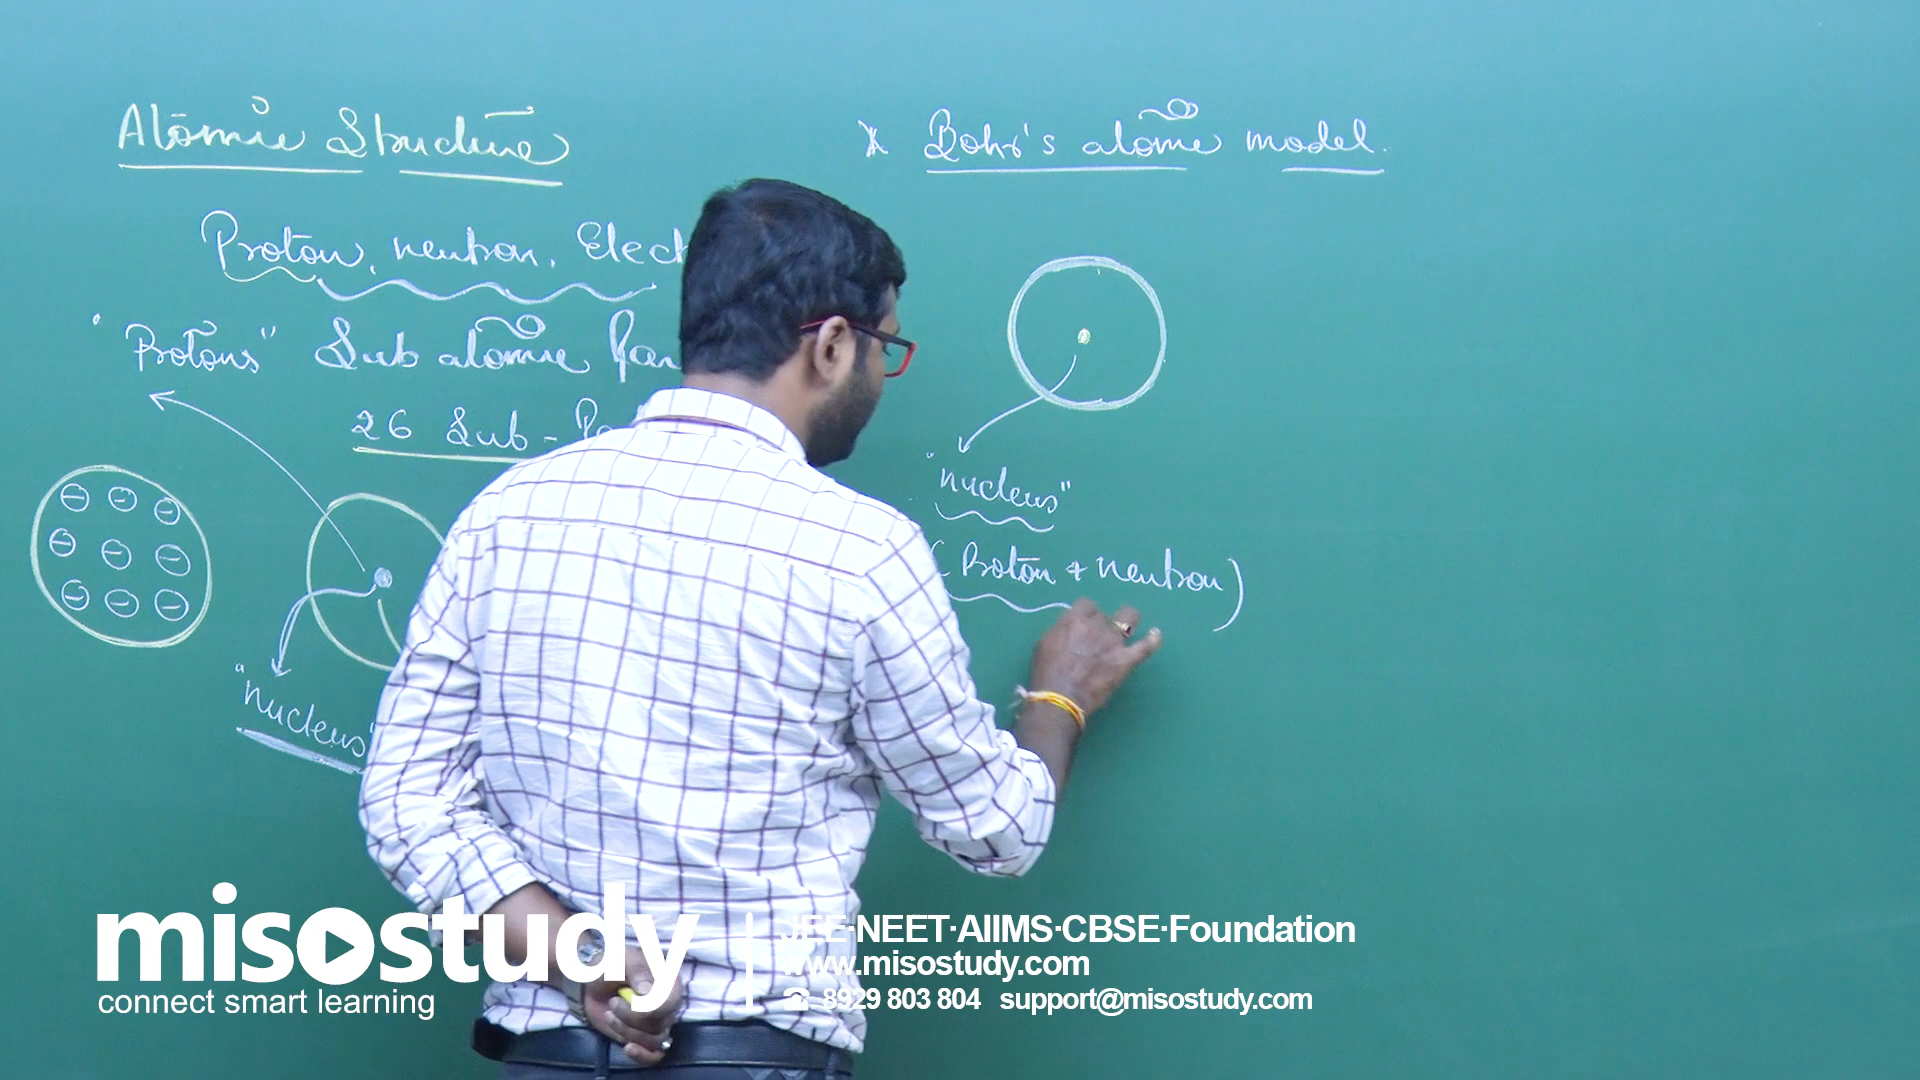 Atomic Structure
Proton, neutron, Elect
"Protons" Sub atomic Par
26 Sub - Pa
"nucleus"
* Bohr's atomic model.
"nucleus"
(Proton + neutron)
misostudy
connect smart learning
JEE·NEET·AIIMS·CBSE·Foundation
www.misostudy.com
☎ 8929 803 804 support@misostudy.com